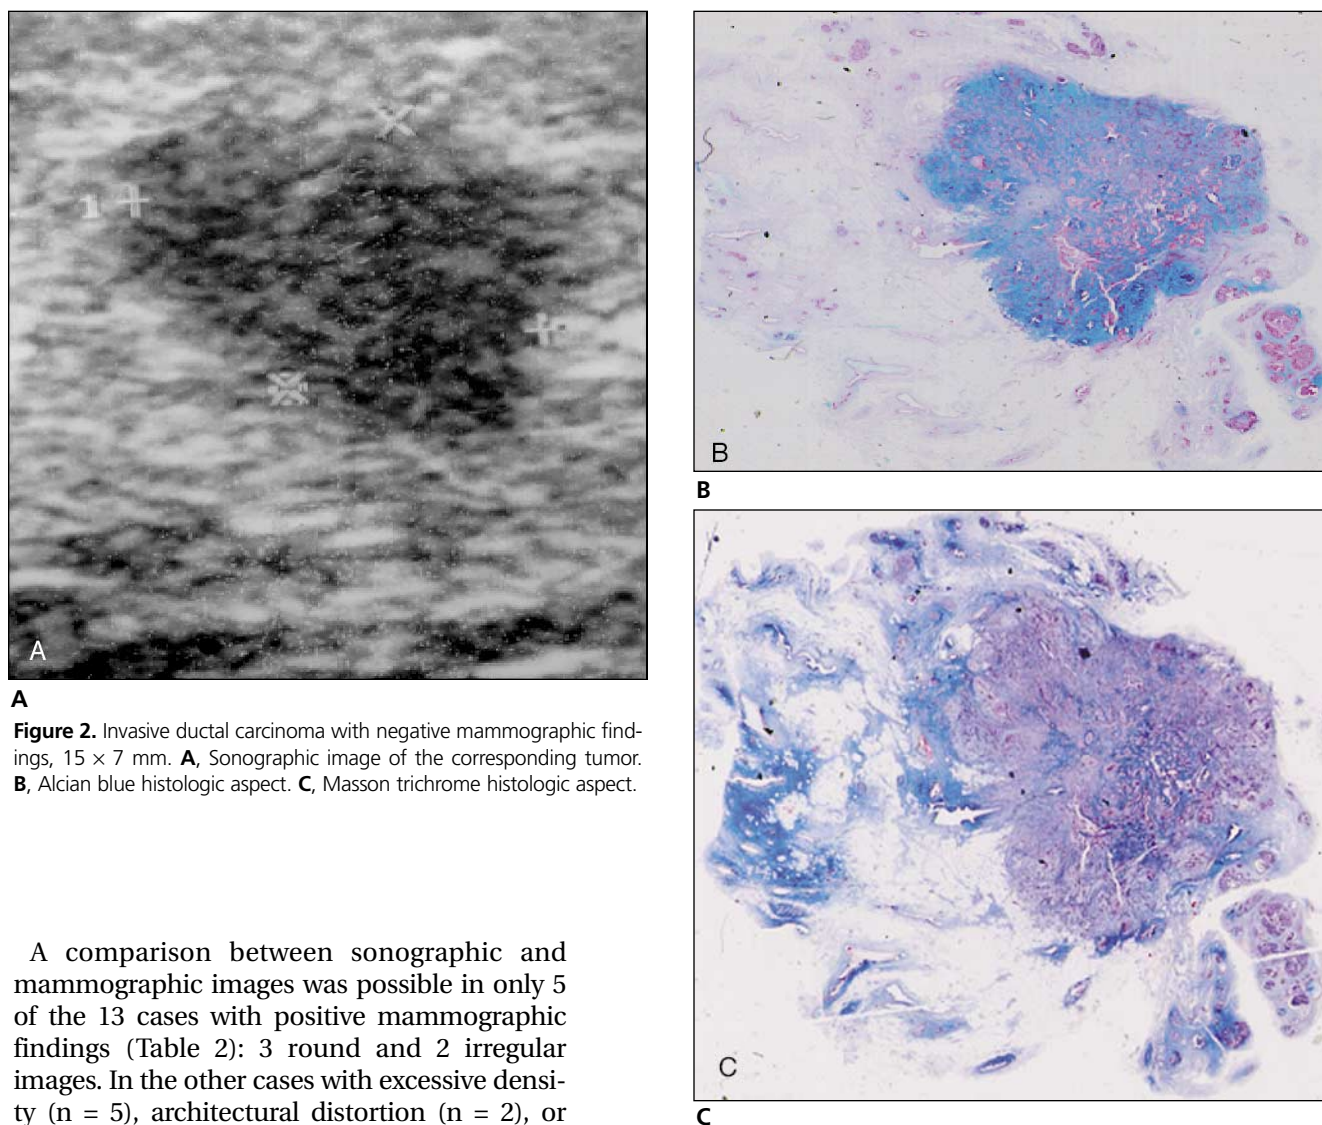 1
A
A
Figure 2. Invasive ductal carcinoma with negative mammographic find-
ings, 15 × 7 mm. A, Sonographic image of the corresponding tumor.
B, Alcian blue histologic aspect. C, Masson trichrome histologic aspect.
A comparison between sonographic and
mammographic images was possible in only 5
of the 13 cases with positive mammographic
findings (Table 2): 3 round and 2 irregular
images. In the other cases with excessive densi-
ty (n = 5), architectural distortion (n = 2), or
B
B
C
C